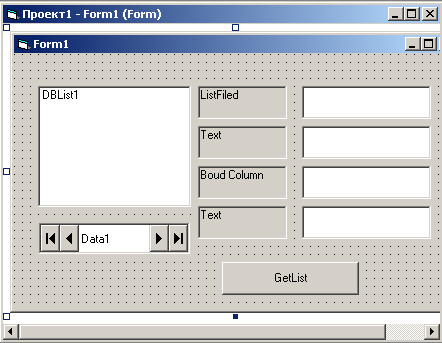 Проект1 - Form1 (Form)
Form1
DBList1
ListFiled
Text
Boud Column
Text
Data1
GetList